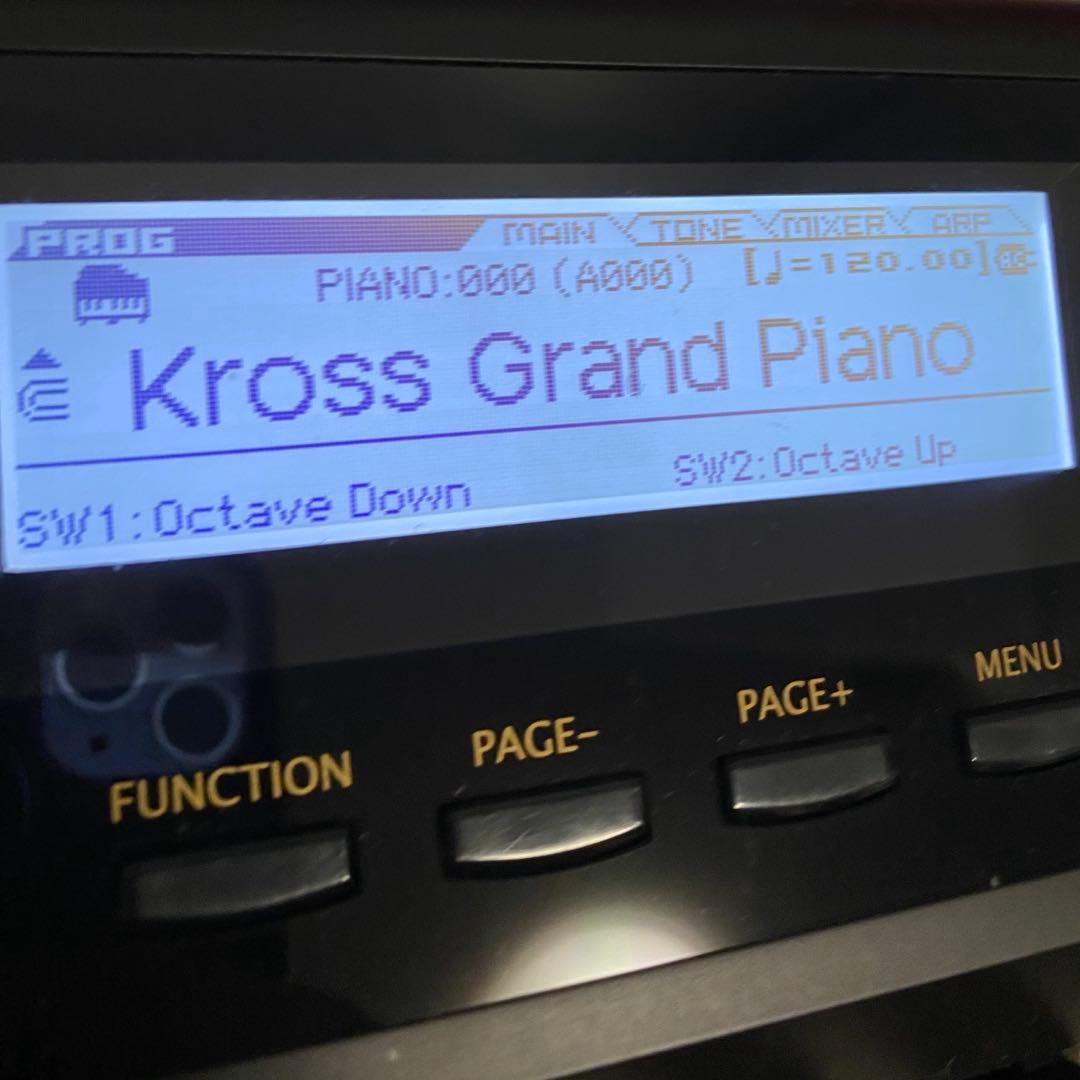 PROG MAIN TONE MIXER ARP
PIANO:000 (A000) [♩=120.00]
Kross Grand Piano
SW1:Octave Down SW2:Octave Up
FUNCTION PAGE- PAGE+ MENU